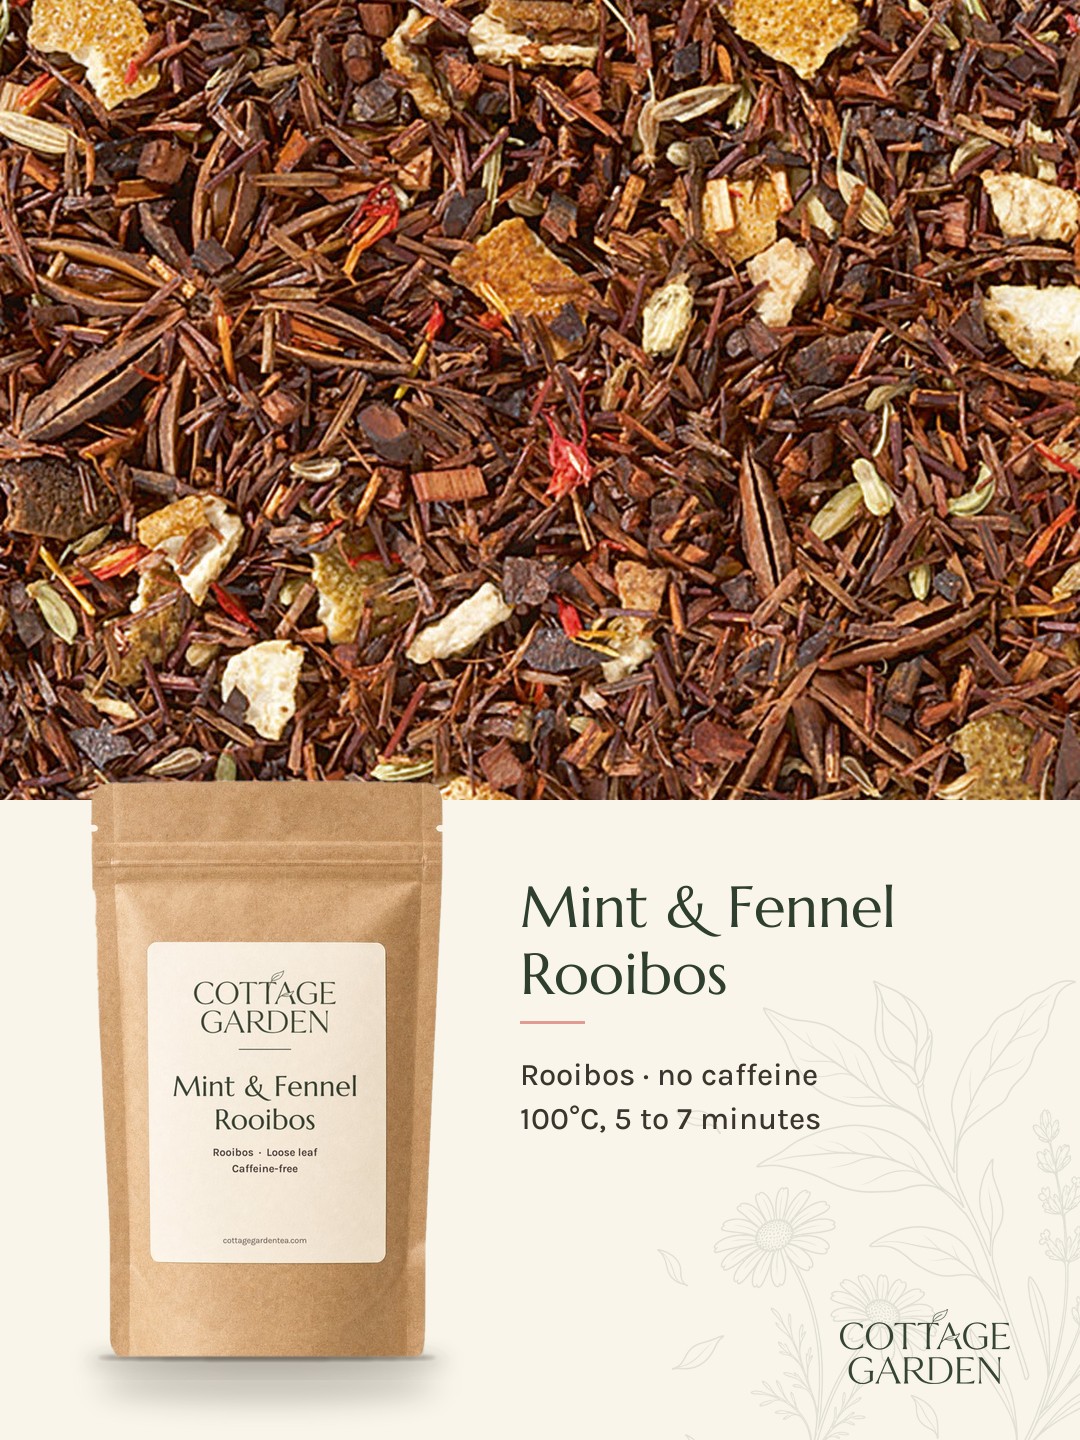 Mint & Fennel
Rooibos
Rooibos · no caffeine
100°C, 5 to 7 minutes
COTTAGE
GARDEN
Mint & Fennel
Rooibos
Rooibos · Loose leaf
Caffeine-free
cottagegardentea.com
COTTAGE
GARDEN